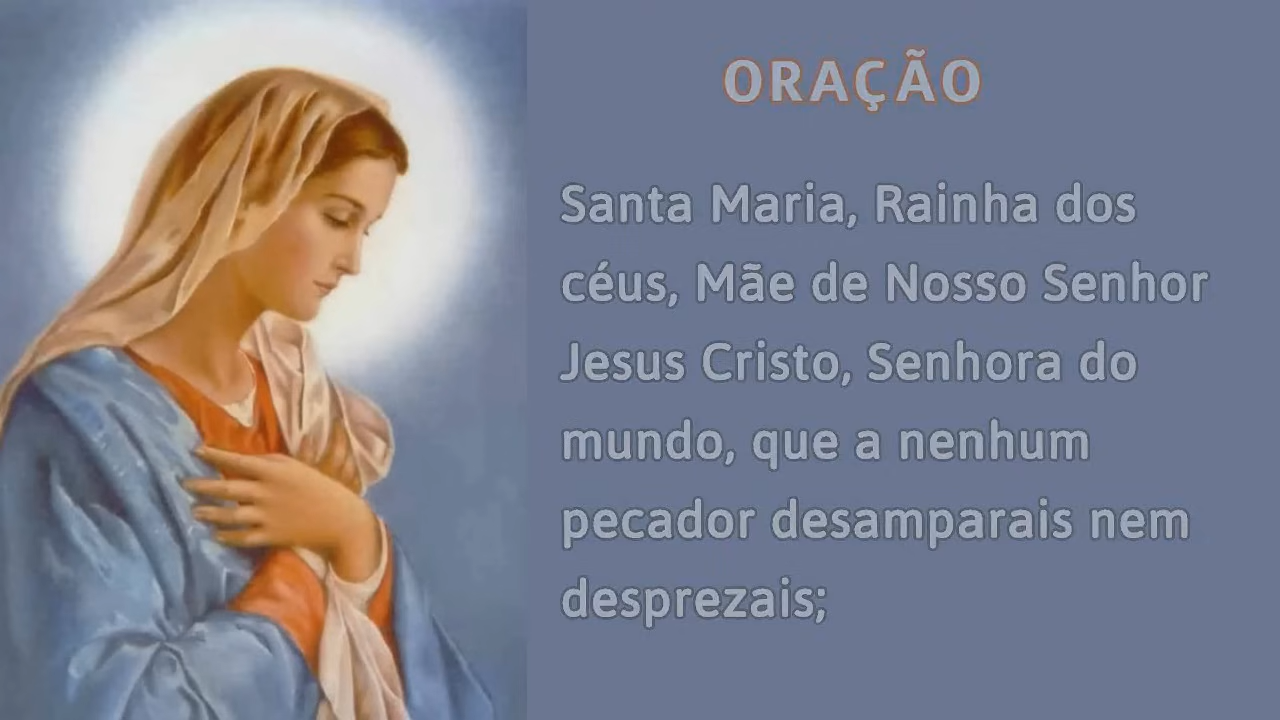 ORAÇÃO
Santa Maria, Rainha dos
céus, Mãe de Nosso Senhor
Jesus Cristo, Senhora do
mundo, que a nenhum
pecador desamparais nem
desprezais;